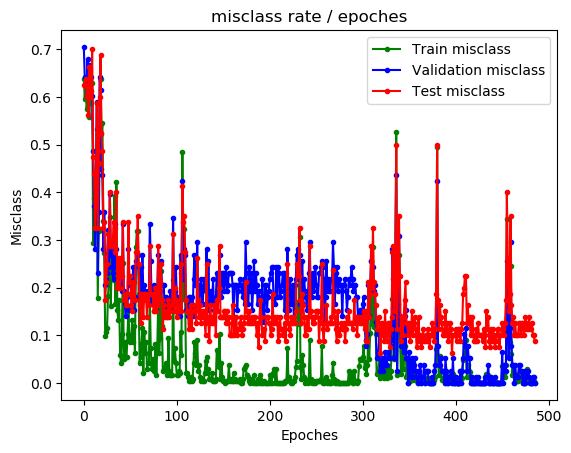 misclass rate / epoches
Train misclass
Validation misclass
Test misclass
Misclass
0.7
0.6
0.5
0.4
0.3
0.2
0.1
0.0
0 100 200 300 400 500
Epoches